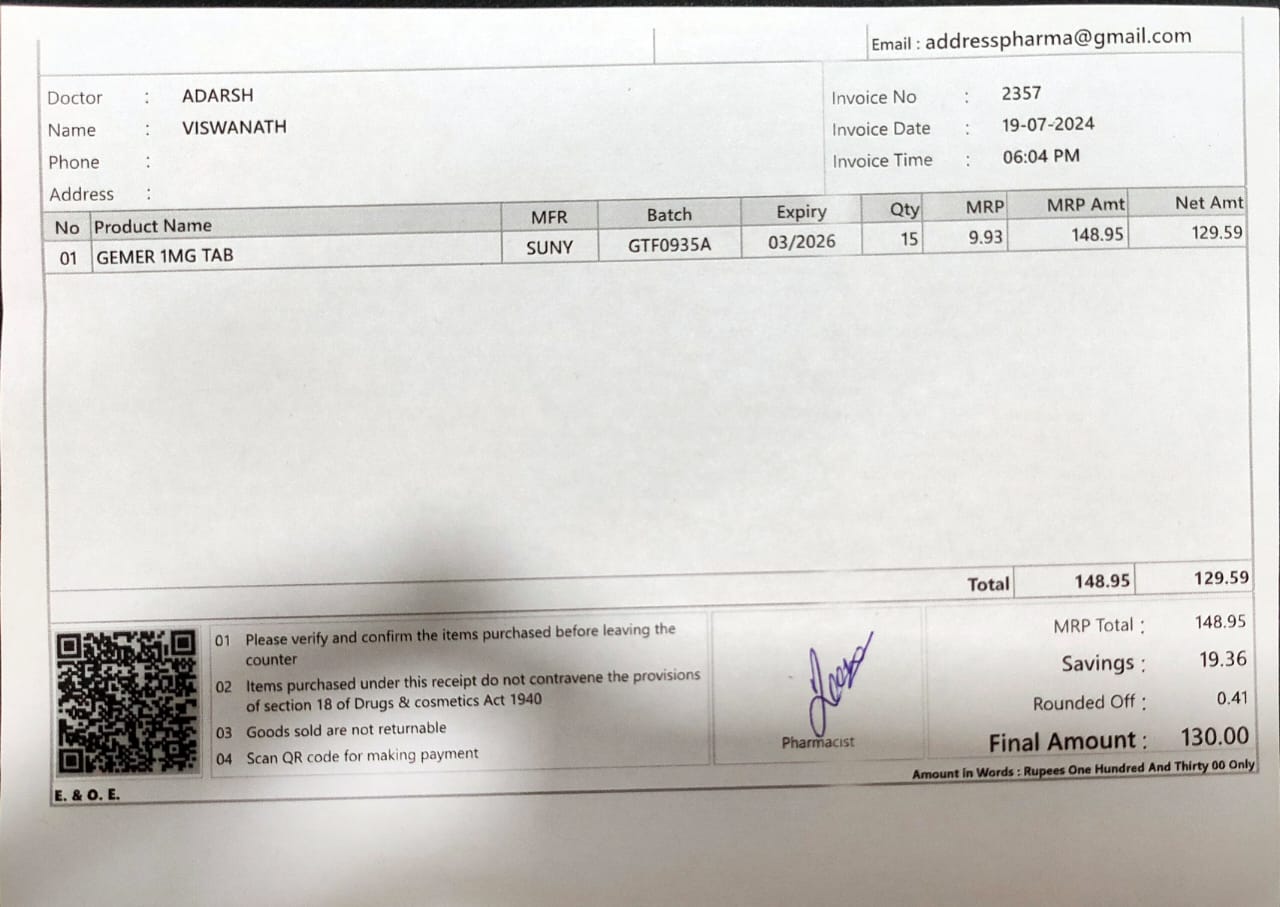 Email : addresspharma@gmail.com
Doctor : ADARSH
Name : VISWANATH
Phone :
Address :
Invoice No : 2357
Invoice Date : 19-07-2024
Invoice Time : 06:04 PM
No Product Name MFR Batch Expiry Qty MRP MRP Amt Net Amt
01 GEMER 1MG TAB SUNY GTF0935A 03/2026 15 9.93 148.95 129.59
Total 148.95 129.59
01 Please verify and confirm the items purchased before leaving the
counter
02 Items purchased under this receipt do not contravene the provisions
of section 18 of Drugs & cosmetics Act 1940
03 Goods sold are not returnable
04 Scan QR code for making payment
Pharmacist
MRP Total : 148.95
Savings : 19.36
Rounded Off : 0.41
Final Amount : 130.00
Amount in Words : Rupees One Hundred And Thirty 00 Only
E. & O. E.